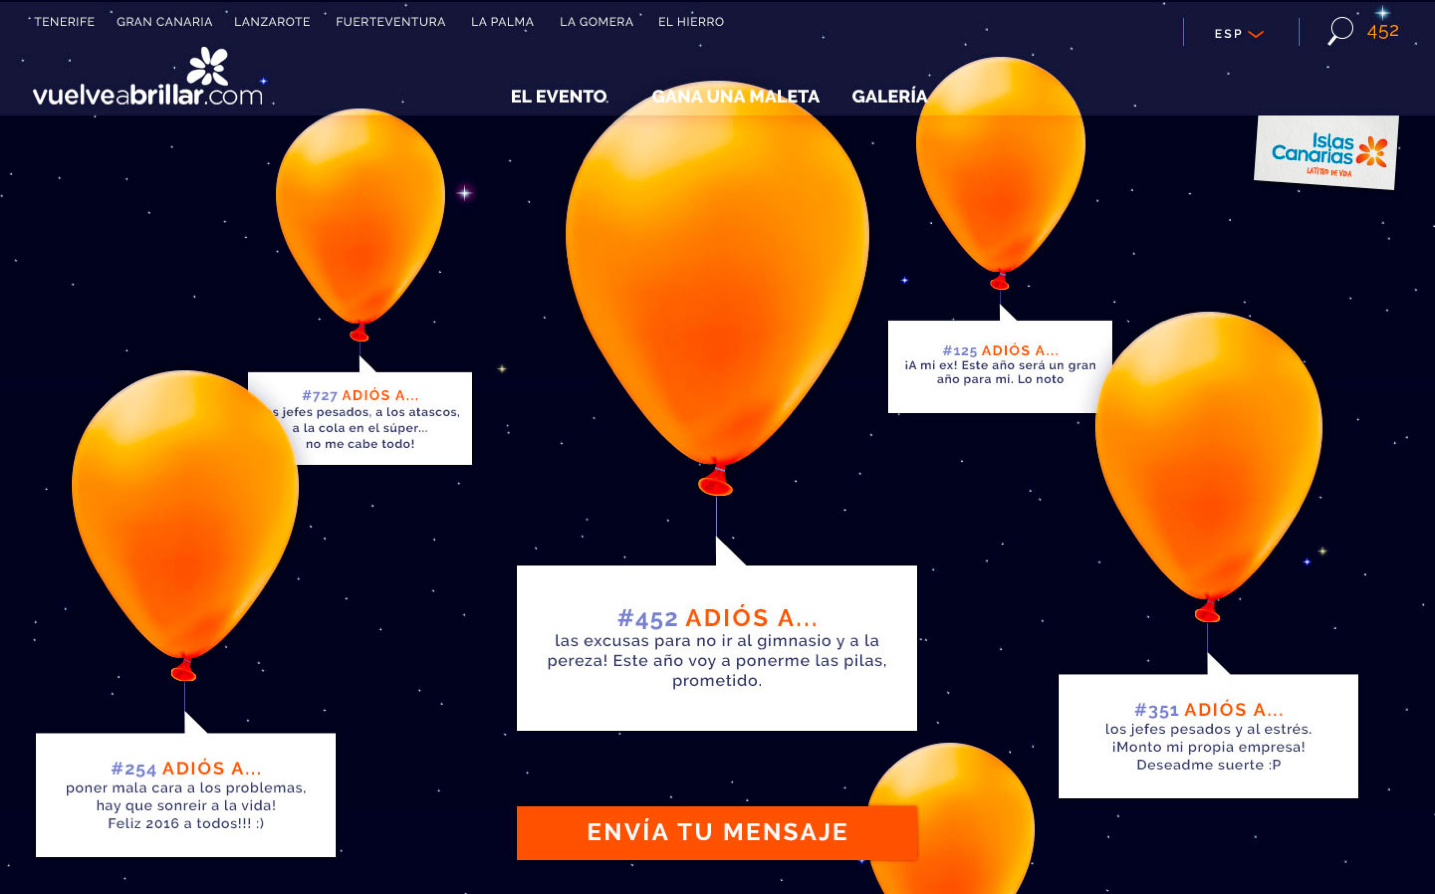 TENERIFE GRAN CANARIA LANZAROTE FUERTEVENTURA LA PALMA LA GOMERA EL HIERRO
ESP
452
vuelveabrillar.com
EL EVENTO GANA UNA MALETA GALERÍA
Islas
Canarias
LATITUD DE VIDA
#727 ADIÓS A...
s jefes pesados, a los atascos,
a la cola en el súper...
no me cabe todo!
#125 ADIÓS A...
¡A mi ex! Este año será un gran
año para mi. Lo noto
#452 ADIÓS A...
las excusas para no ir al gimnasio y a la
pereza! Este año voy a ponerme las pilas,
prometido.
#351 ADIÓS A...
los jefes pesados y al estrés.
¡Monto mi propia empresa!
Deseadme suerte :P
#254 ADIÓS A...
poner mala cara a los problemas,
hay que sonreir a la vida!
Feliz 2016 a todos!!! :)
ENVÍA TU MENSAJE